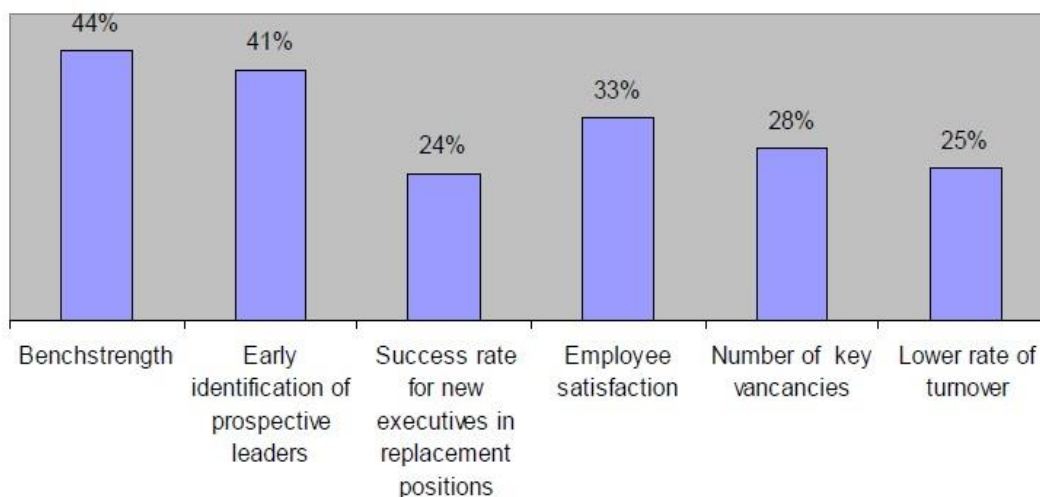 44%
41%
24%
33%
28%
25%
Benchstrength
Early
identification of
prospective
leaders
Success rate
for new
executives in
replacement
positions
Employee
satisfaction
Number of key
vancancies
Lower rate of
turnover